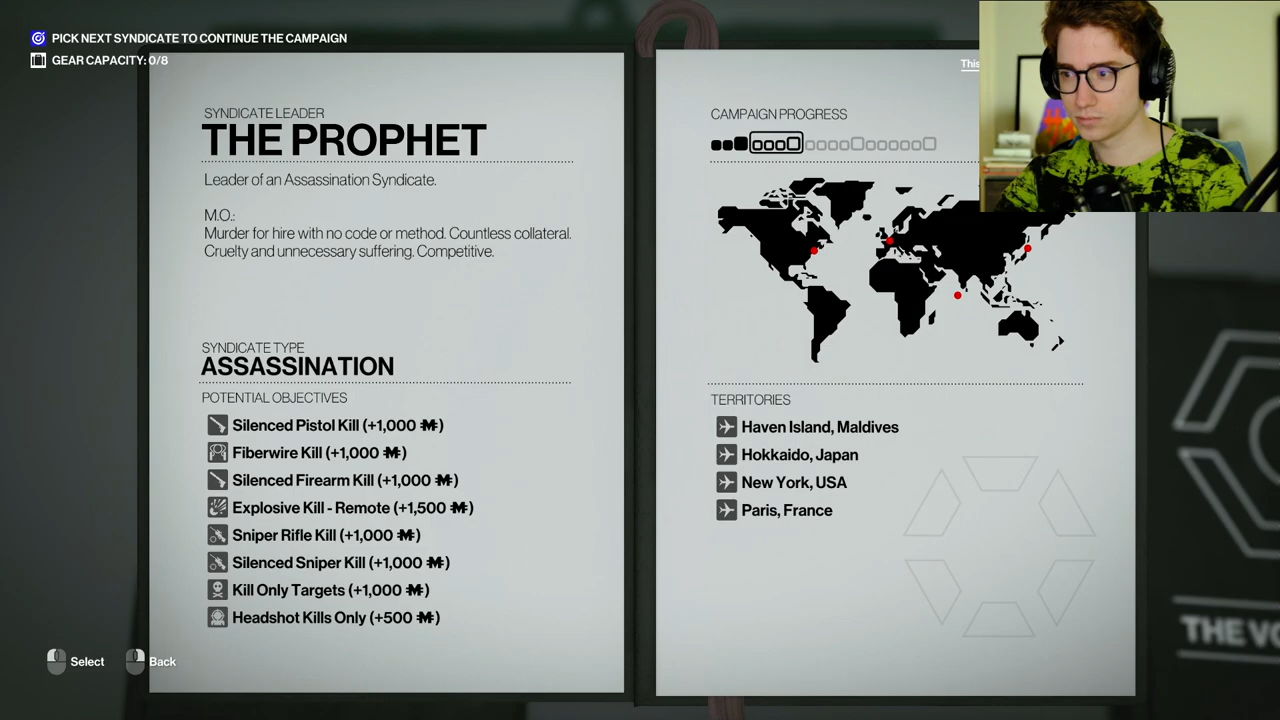 PICK NEXT SYNDICATE TO CONTINUE THE CAMPAIGN
GEAR CAPACITY: 0/8
SYNDICATE LEADER
THE PROPHET
Leader of an Assassination Syndicate.
M.O.:
Murder for hire with no code or method. Countless collateral.
Cruelty and unnecessary suffering. Competitive.
SYNDICATE TYPE
ASSASSINATION
POTENTIAL OBJECTIVES
Silenced Pistol Kill (+1,000 )
Fiberwire Kill (+1,000 )
Silenced Firearm Kill (+1,000 )
Explosive Kill - Remote (+1,500 )
Sniper Rifle Kill (+1,000 )
Silenced Sniper Kill (+1,000 )
Kill Only Targets (+1,000 )
Headshot Kills Only (+500 )
Select
Back
This
CAMPAIGN PROGRESS
TERRITORIES
Haven Island, Maldives
Hokkaido, Japan
New York, USA
Paris, France
THE VO